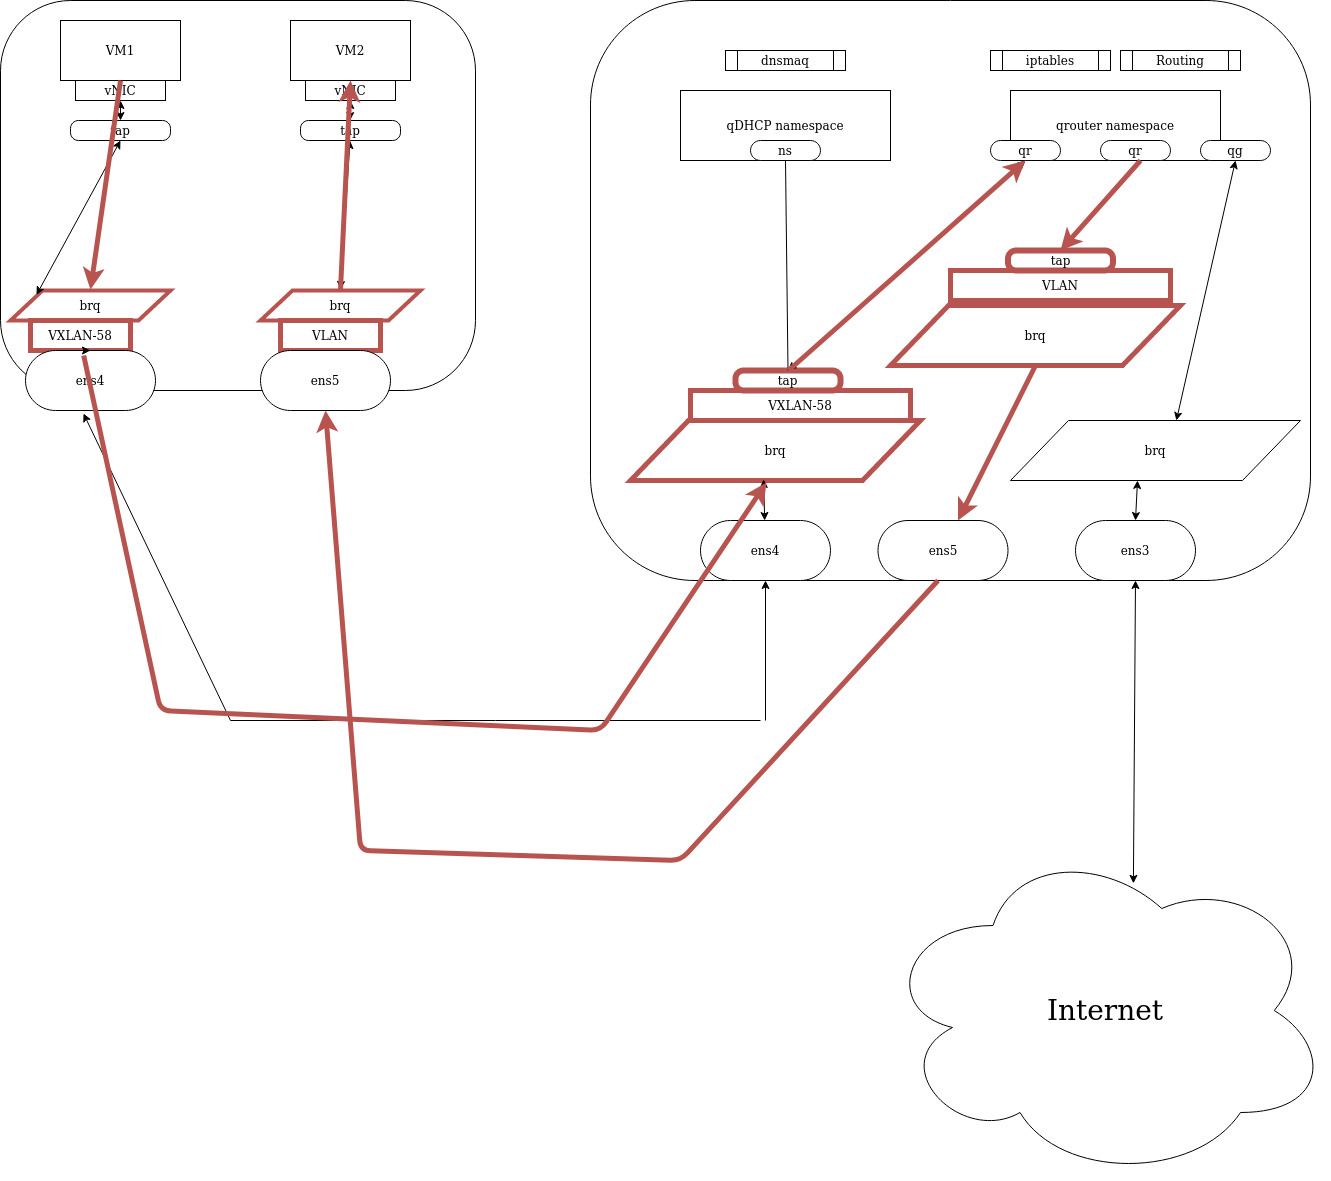 VM1
VM2
vNIC
vNIC
tap
tap
brq
brq
VXLAN-58
VLAN
ens4
ens5
dnsmaq
iptables
Routing
qDHCP namespace
qrouter namespace
ns
qr
qr
qg
tap
VLAN
brq
tap
VXLAN-58
brq
brq
ens4
ens5
ens3
Internet